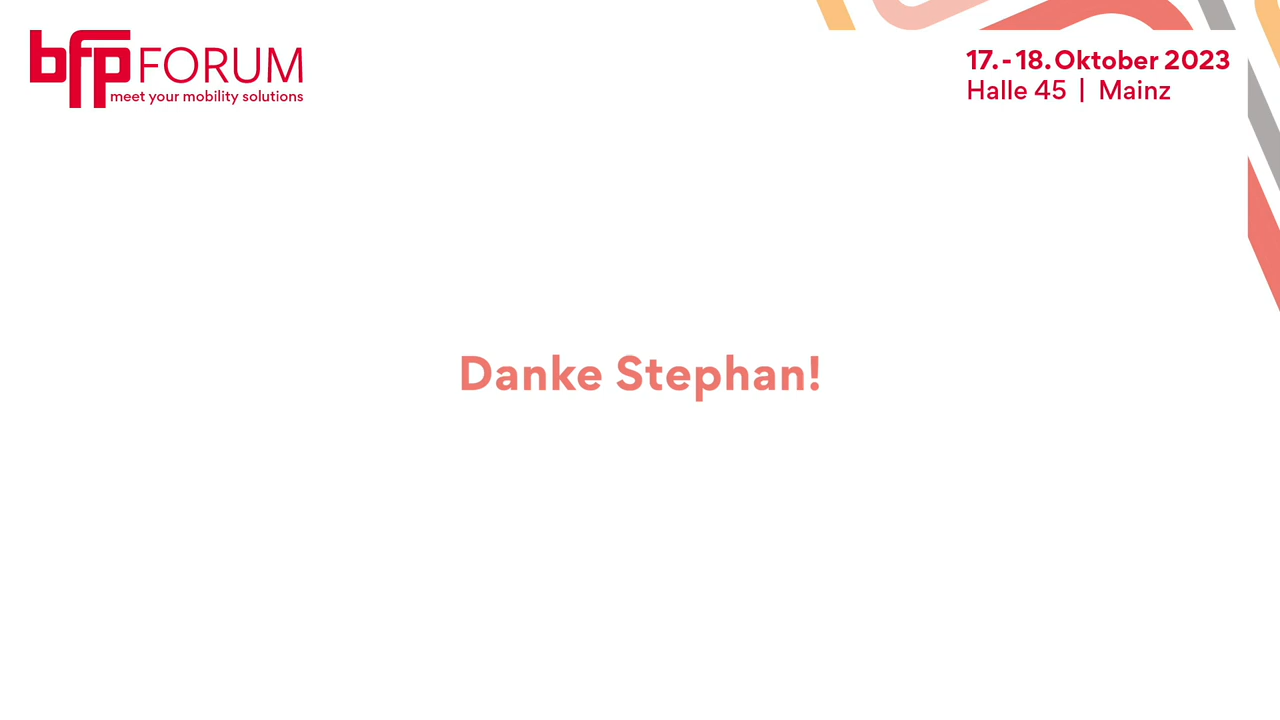 bfp FORUM
meet your mobility solutions
17. - 18. Oktober 2023
Halle 45 | Mainz
Danke Stephan!